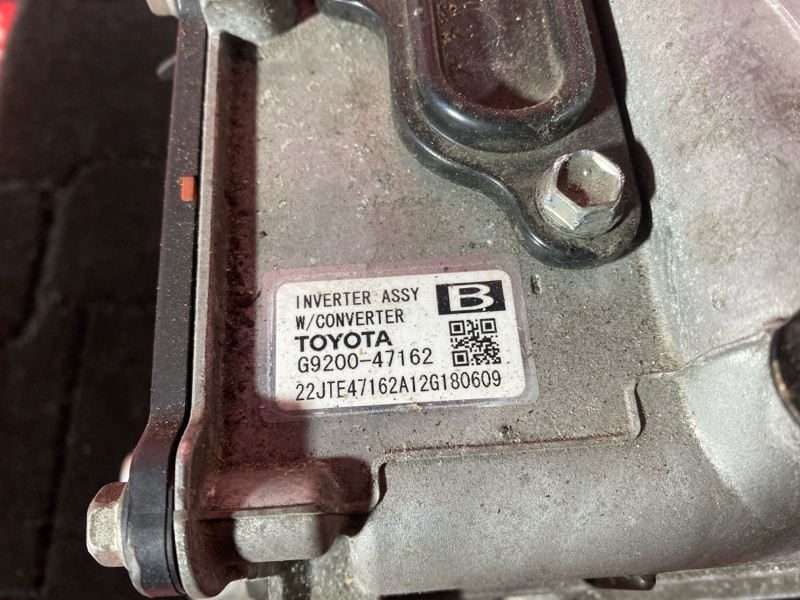 INVERTER ASSY B
W/CONVERTER
TOYOTA
G9200-47162
22JTE47162A12G180609